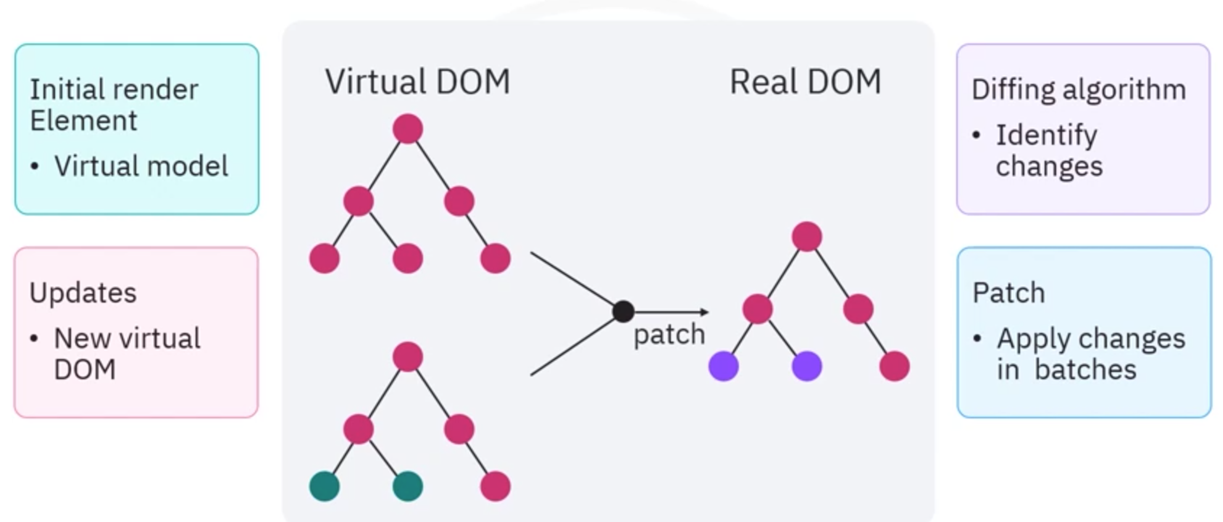 Initial render
Element
• Virtual model
Updates
• New virtual
DOM
Virtual DOM
Real DOM
patch
Diffing algorithm
• Identify
changes
Patch
• Apply changes
in batches